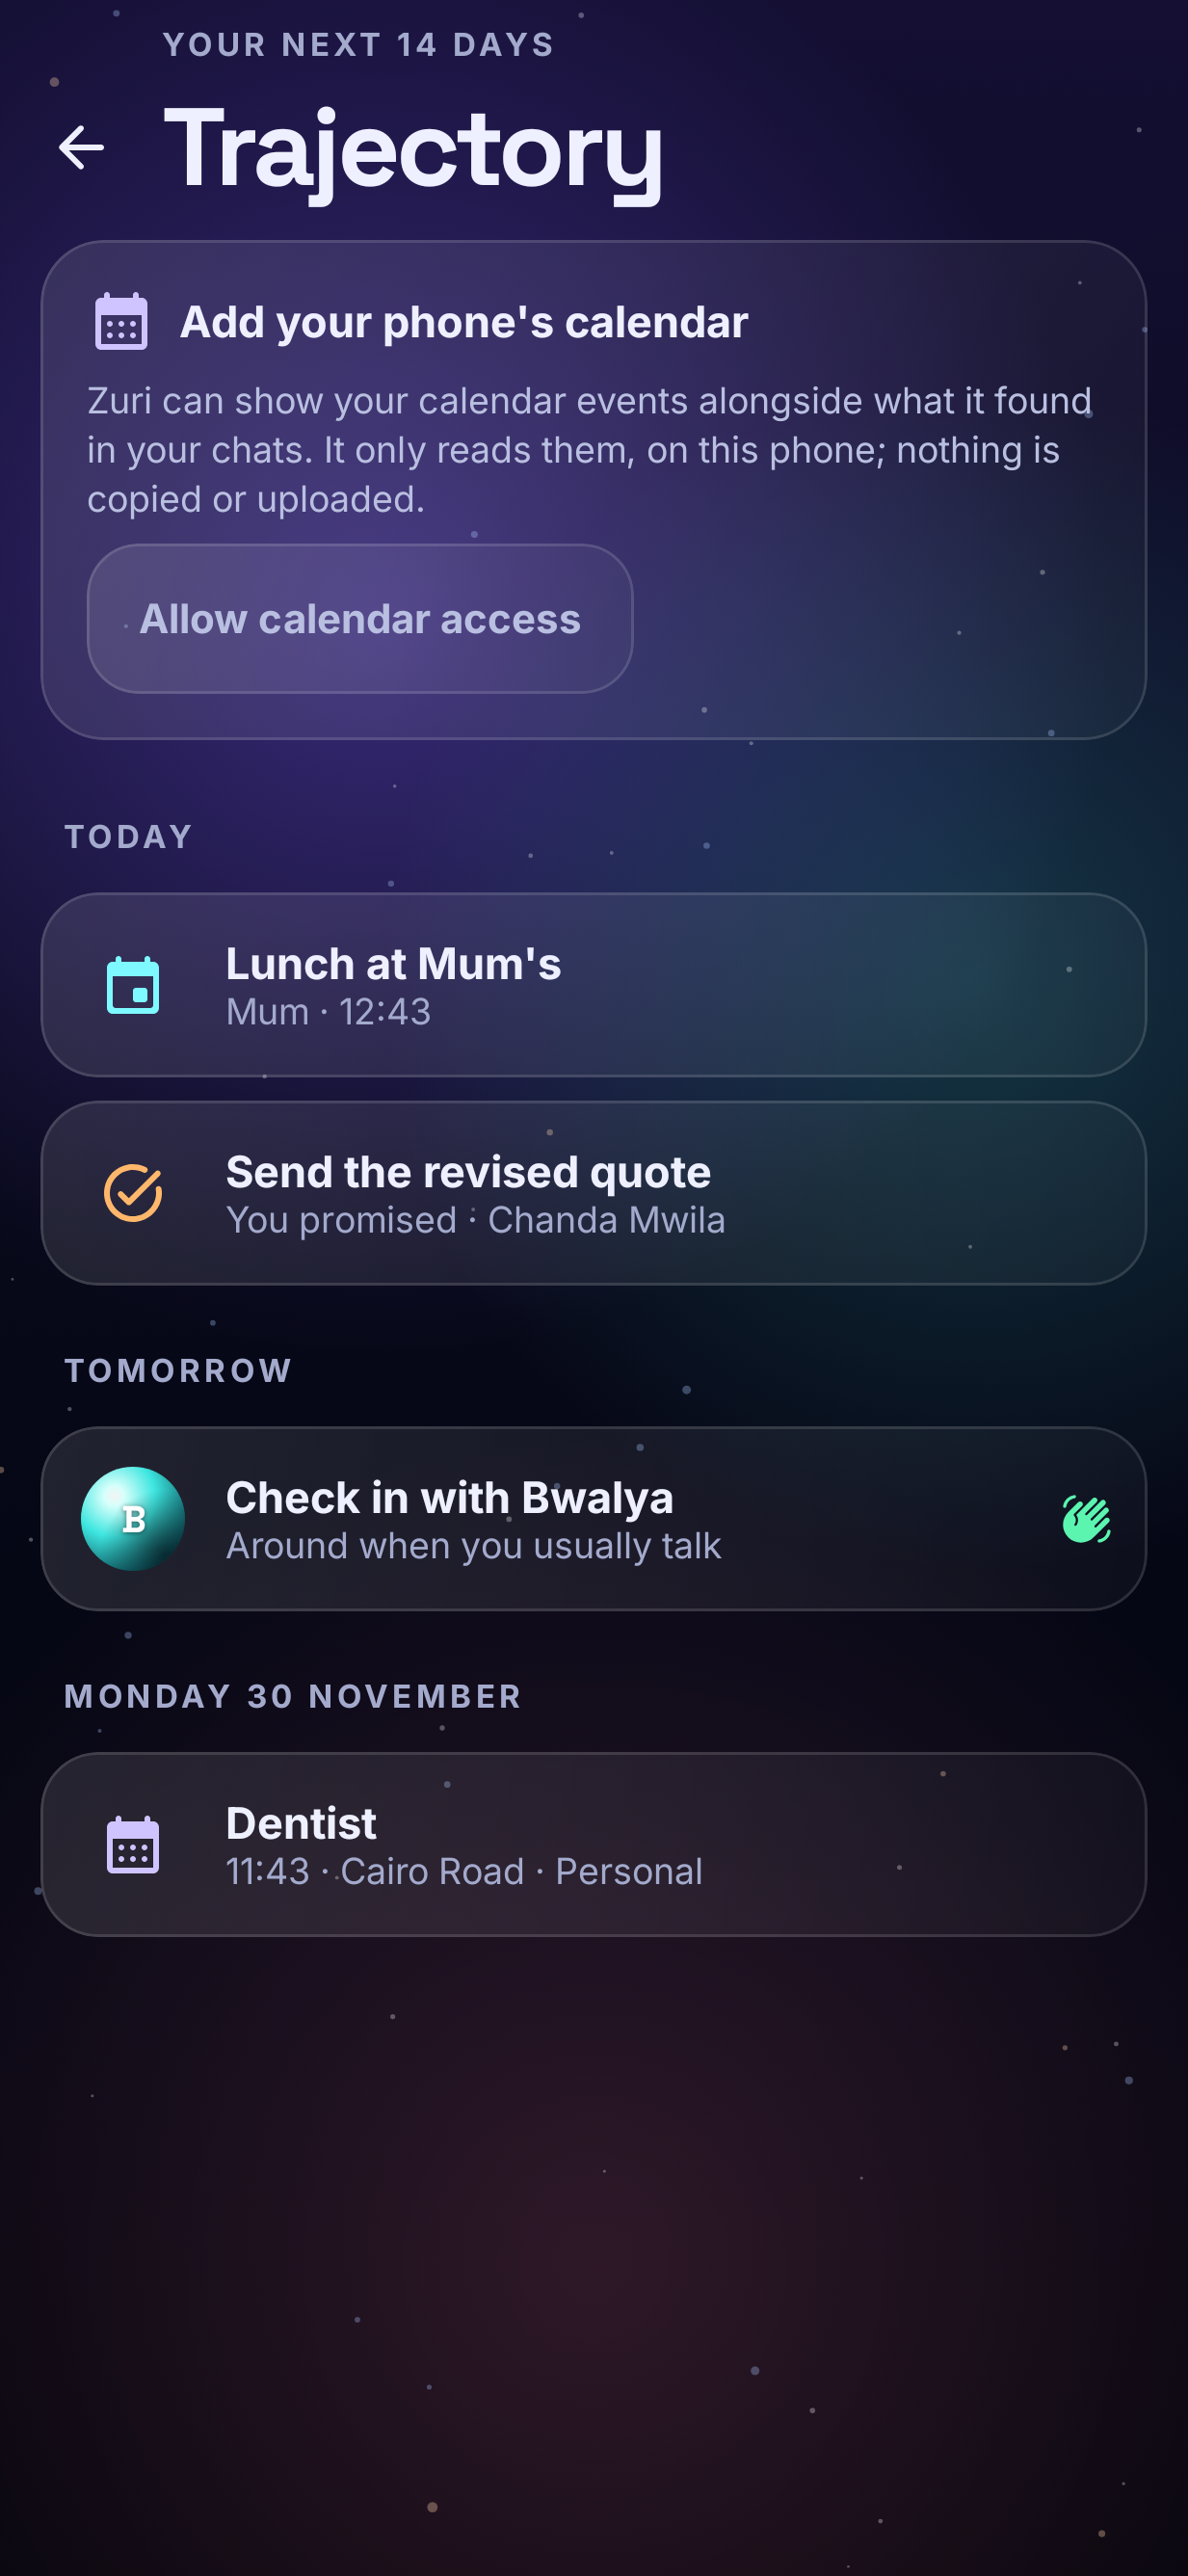 YOUR NEXT 14 DAYS
Trajectory
Add your phone's calendar
Zuri can show your calendar events alongside what it found
in your chats. It only reads them, on this phone; nothing is
copied or uploaded.
Allow calendar access
TODAY
Lunch at Mum's
Mum · 12:43
Send the revised quote
You promised · Chanda Mwila
TOMORROW
B
Check in with Bwalya
Around when you usually talk
MONDAY 30 NOVEMBER
Dentist
11:43 · Cairo Road · Personal